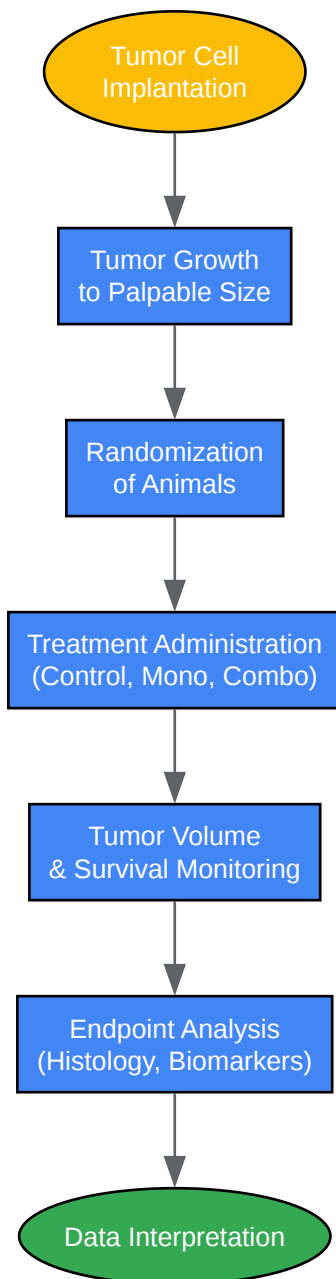 Tumor Cell
Implantation
Tumor Growth
to Palpable Size
Randomization
of Animals
Treatment Administration
(Control, Mono, Combo)
Tumor Volume
& Survival Monitoring
Endpoint Analysis
(Histology, Biomarkers)
Data Interpretation